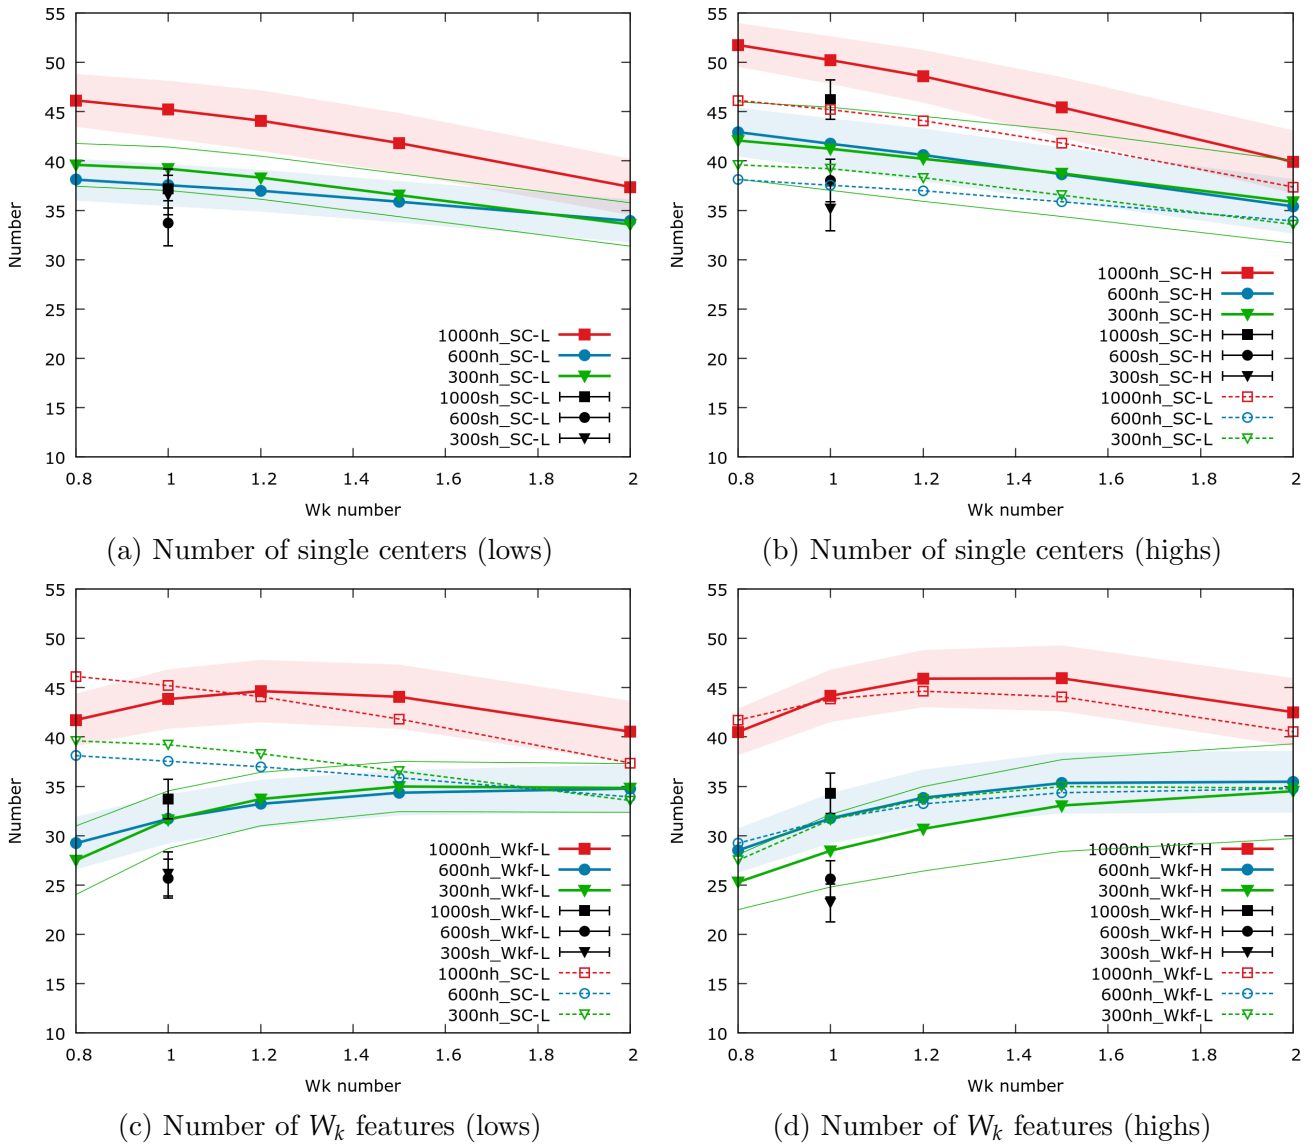 55
50
45
40
35
30
25
20
15
10
Number
0.8
1
1.2
1.4
1.6
1.8
2
Wk number
1000nh_SC-L
600nh_SC-L
300nh_SC-L
1000sh_SC-L
600sh_SC-L
300sh_SC-L
(a) Number of single centers (lows)
55
50
45
40
35
30
25
20
15
10
Number
0.8
1
1.2
1.4
1.6
1.8
2
Wk number
1000nh_SC-H
600nh_SC-H
300nh_SC-H
1000sh_SC-H
600sh_SC-H
300sh_SC-H
1000nh_SC-L
600nh_SC-L
300nh_SC-L
(b) Number of single centers (highs)
55
50
45
40
35
30
25
20
15
10
Number
0.8
1
1.2
1.4
1.6
1.8
2
Wk number
1000nh_Wkf-L
600nh_Wkf-L
300nh_Wkf-L
1000sh_Wkf-L
600sh_Wkf-L
300sh_Wkf-L
1000nh_SC-L
600nh_SC-L
300nh_SC-L
(c) Number of Wk features (lows)
55
50
45
40
35
30
25
20
15
10
Number
0.8
1
1.2
1.4
1.6
1.8
2
Wk number
1000nh_Wkf-H
600nh_Wkf-H
300nh_Wkf-H
1000sh_Wkf-H
600sh_Wkf-H
300sh_Wkf-H
1000nh_Wkf-L
600nh_Wkf-L
300nh_Wkf-L
(d) Number of Wk features (highs)